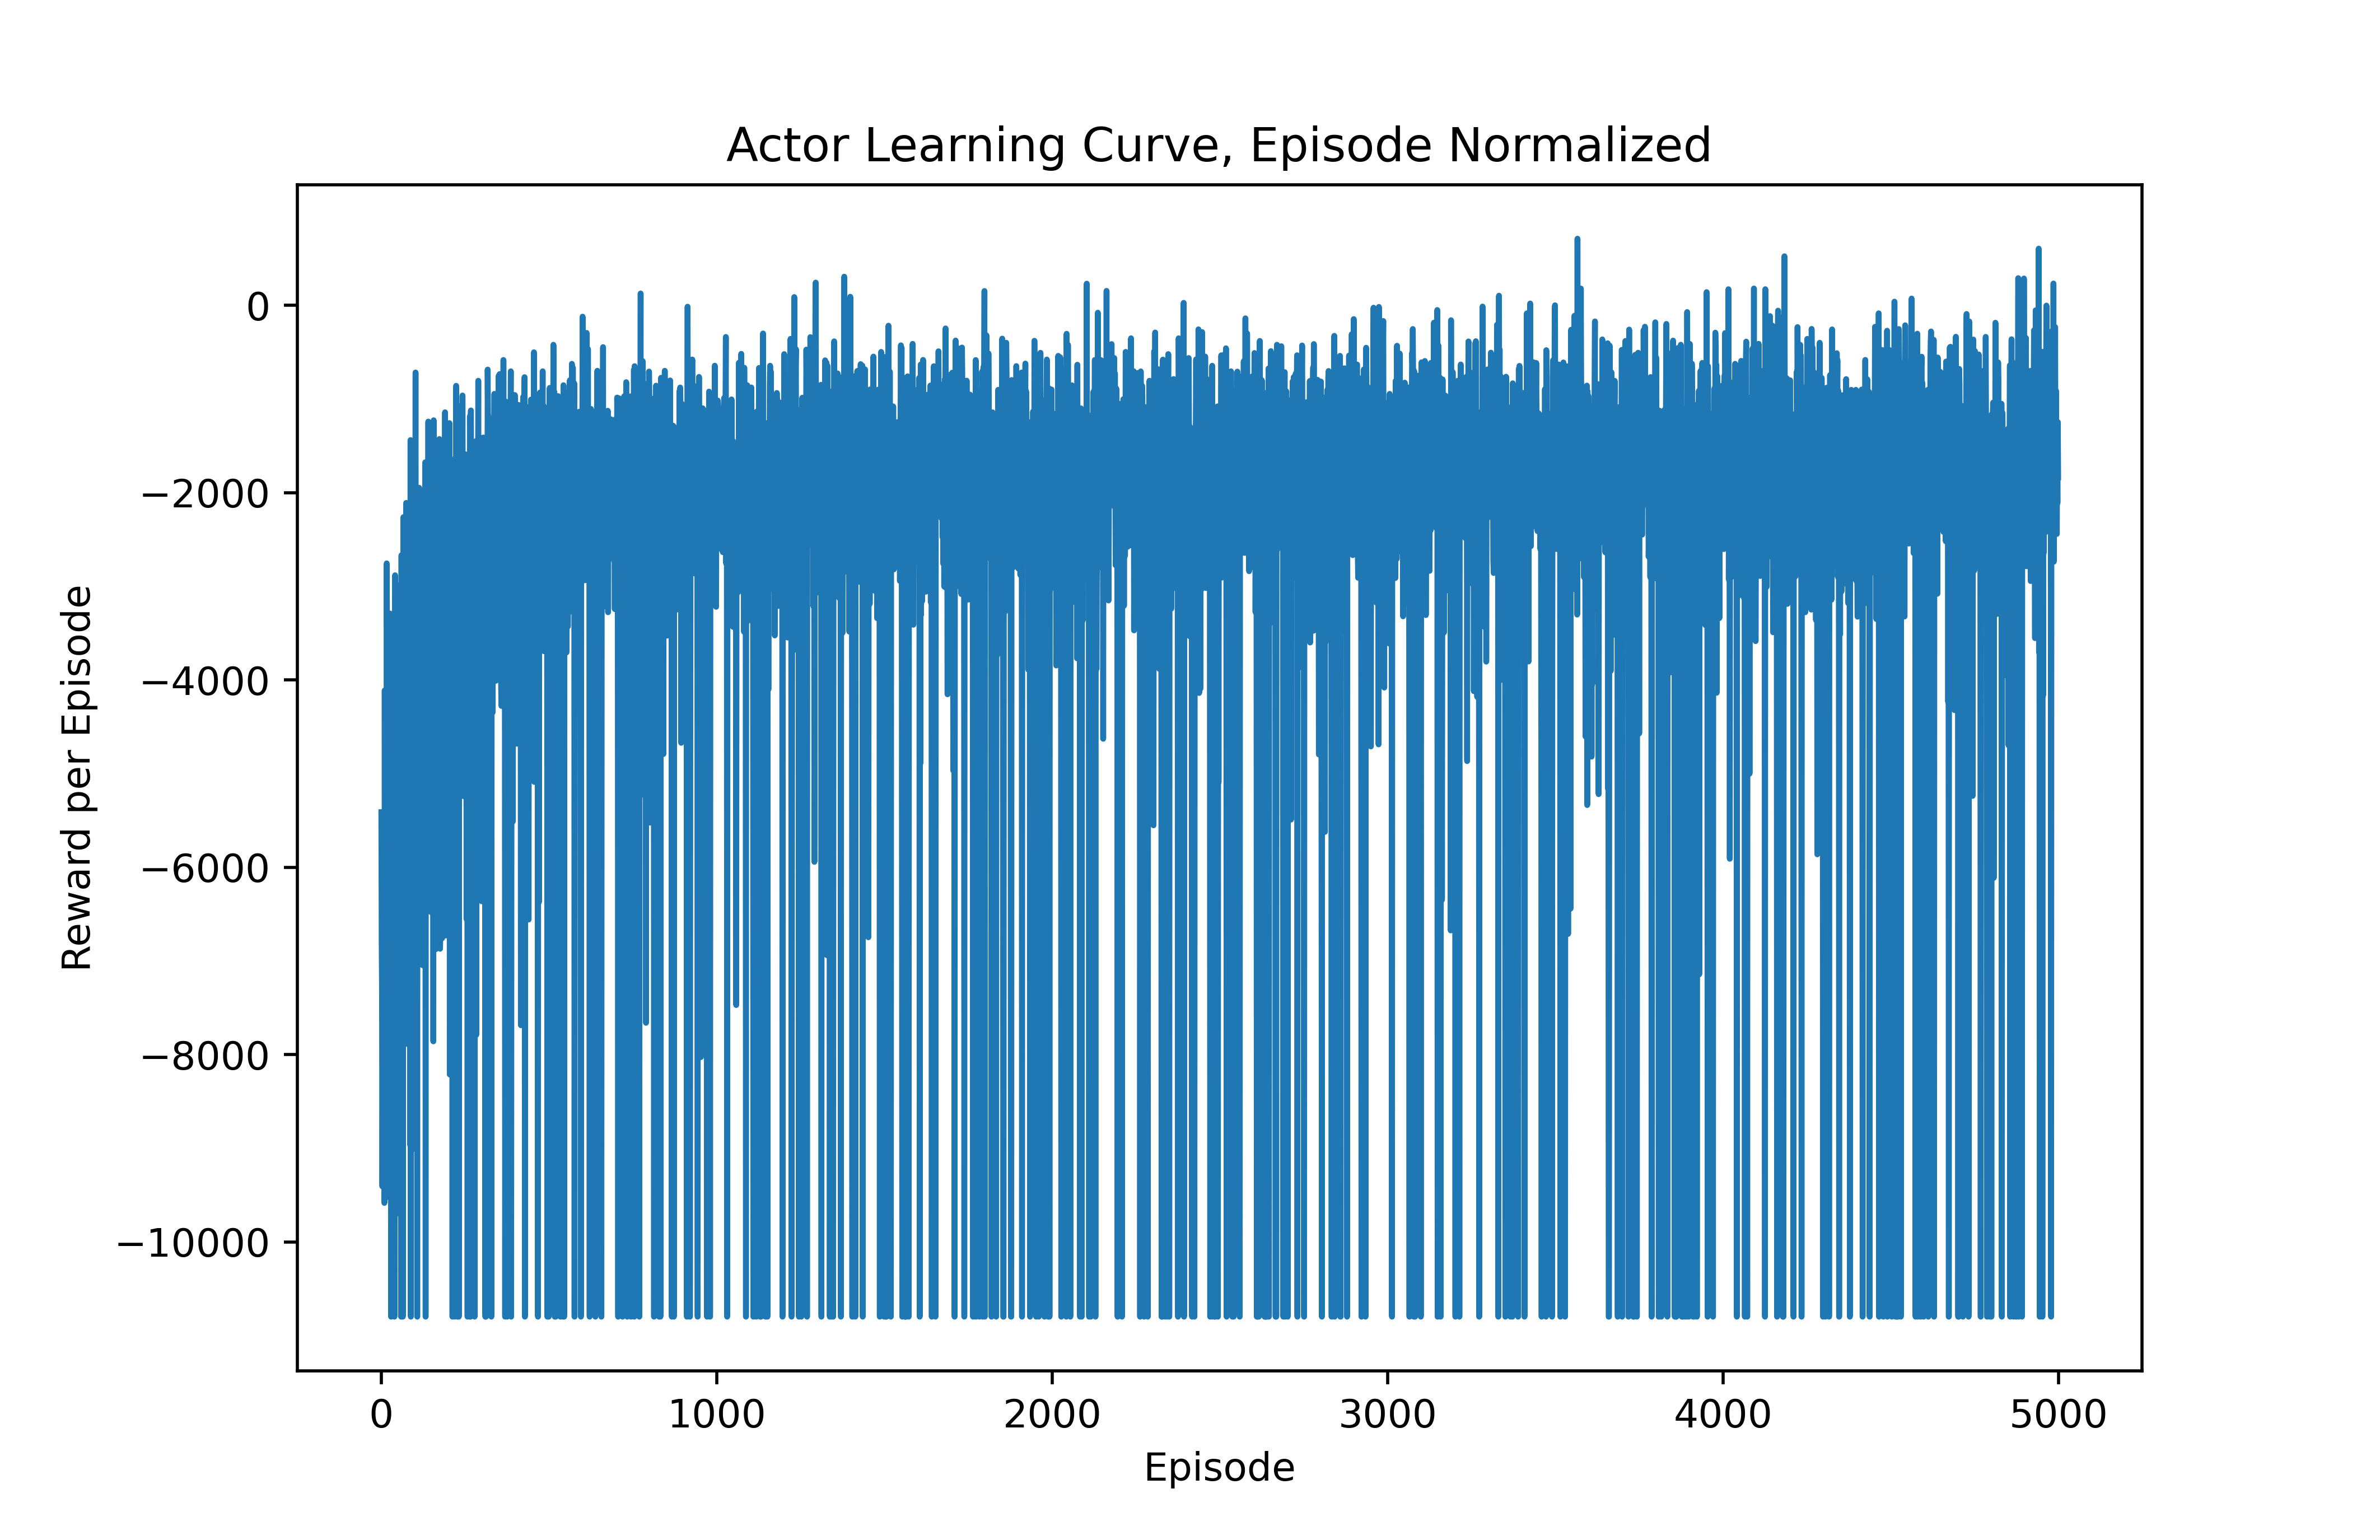 Actor Learning Curve, Episode Normalized
0
−2000
−4000
−6000
−8000
−10000
Reward per Episode
0 1000 2000 3000 4000 5000
Episode